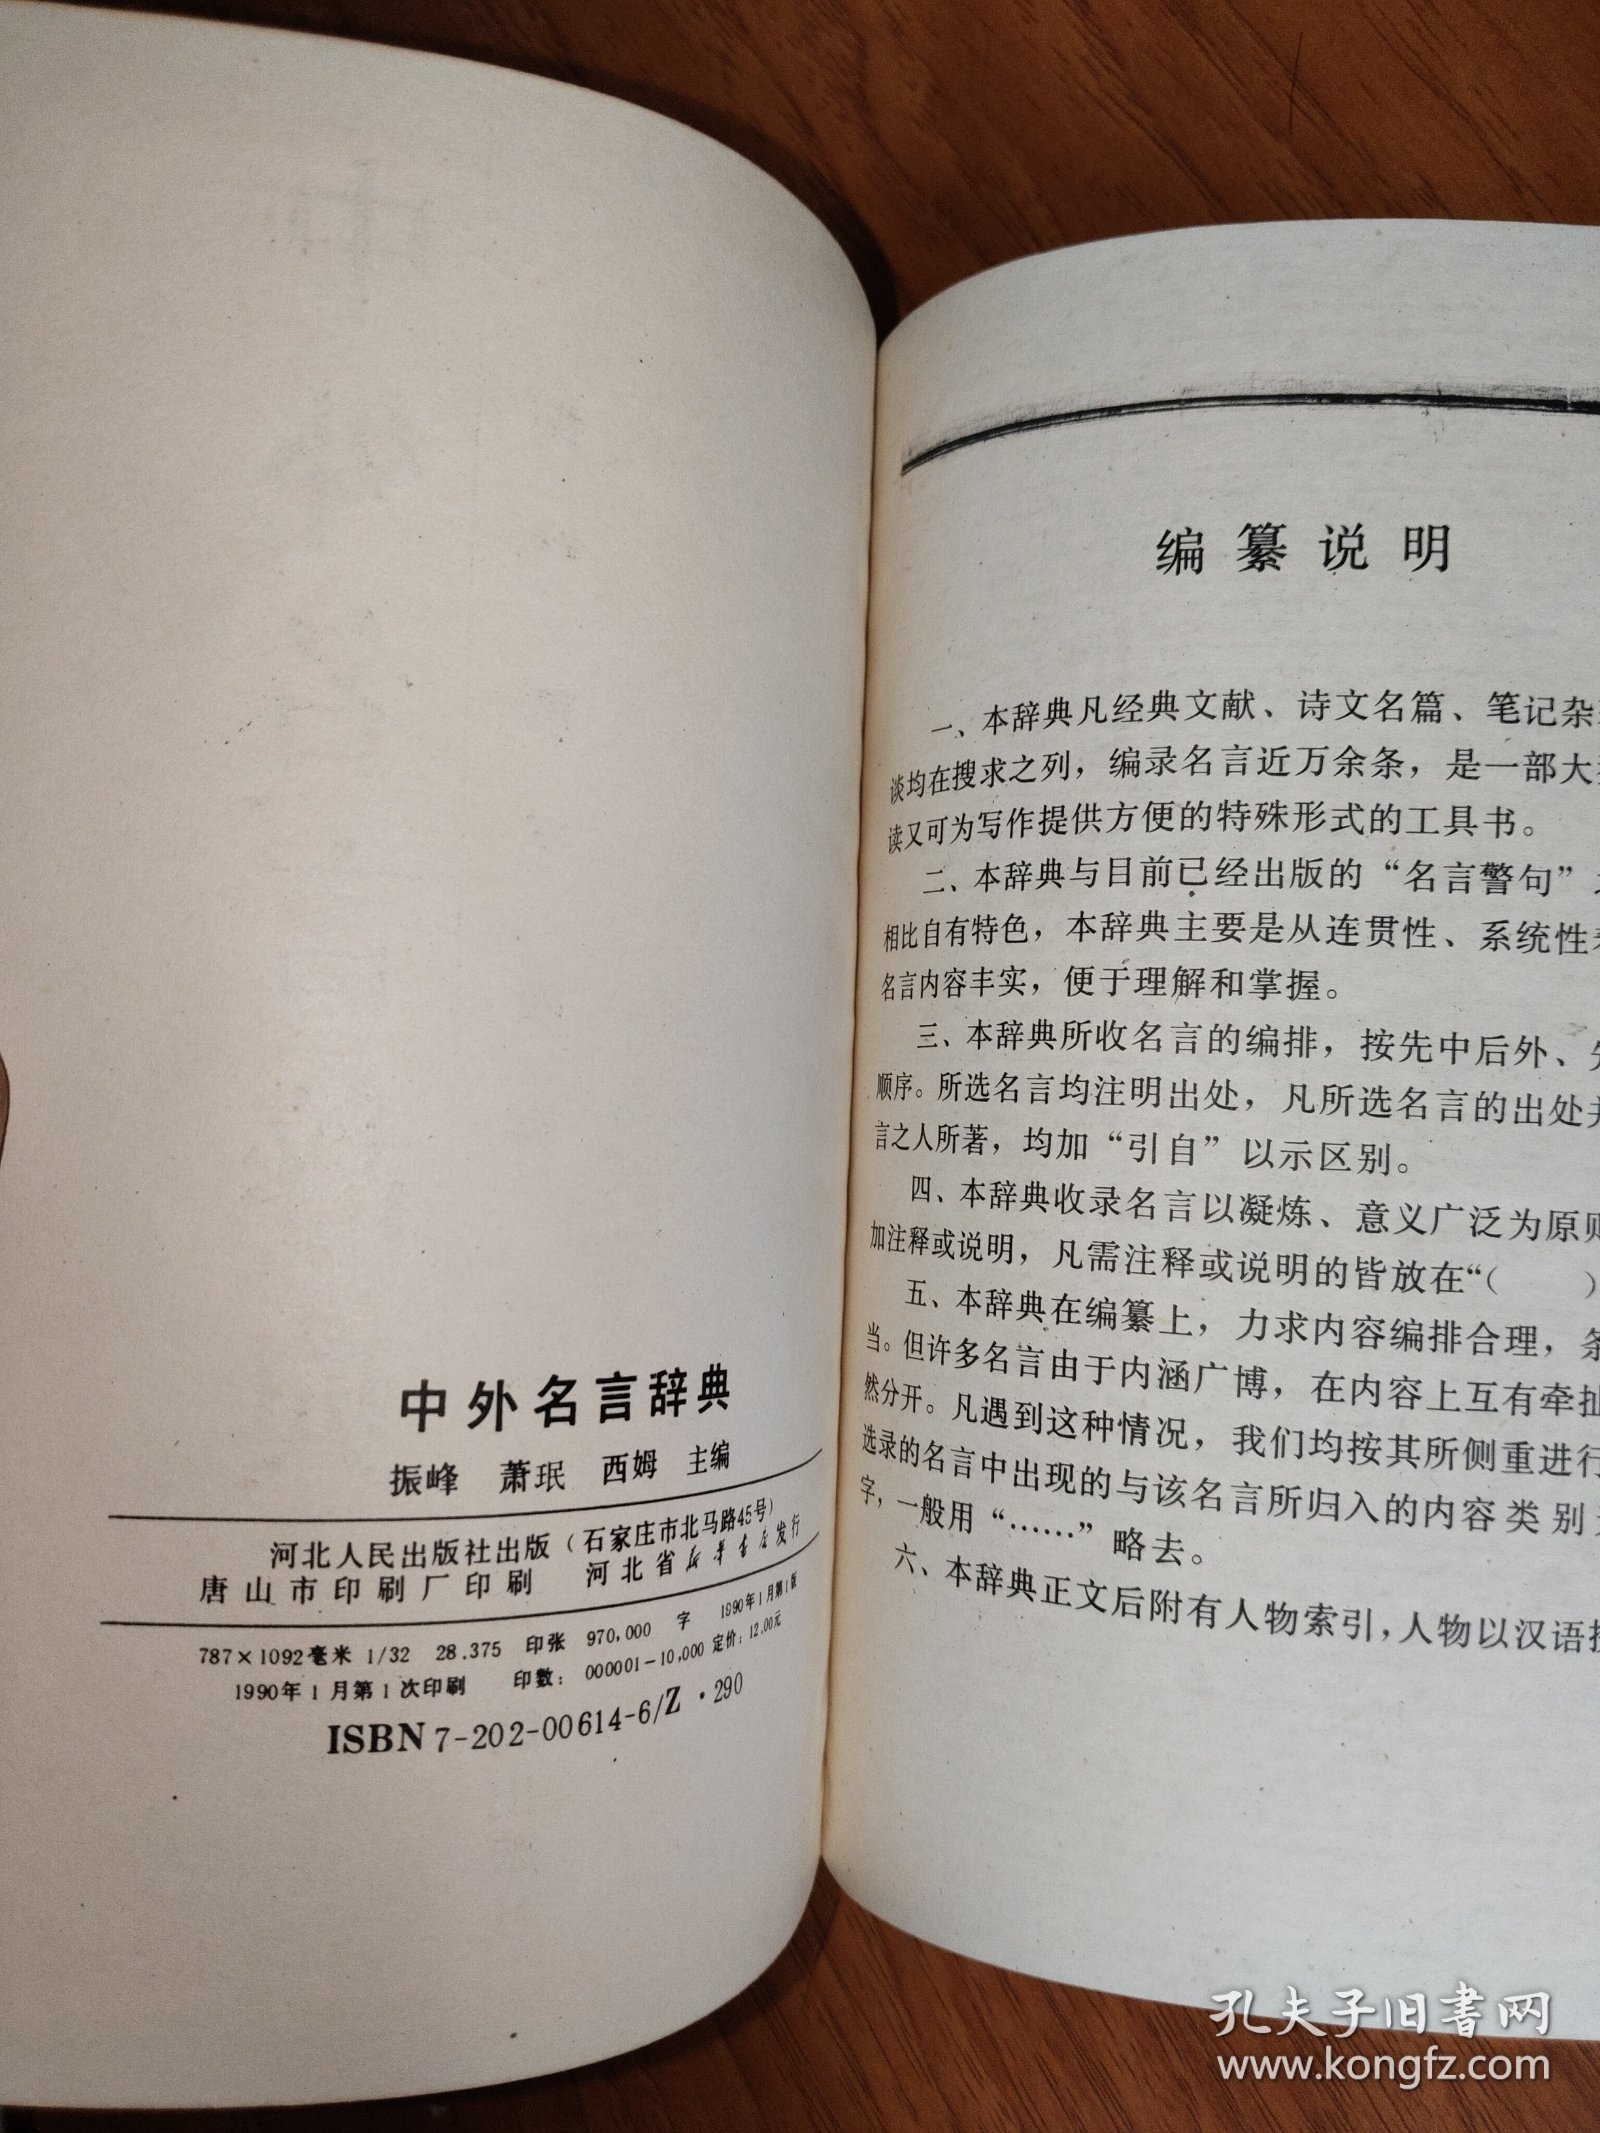 中外名言辞典
振峰 萧珉 西姆 主编
河北人民出版社出版（石家庄市北马路45号）
唐山市印刷厂印刷 河北省新华书店发行
787×1092毫米 1/32 28.375 印张 970,000 字 1990年1月第1版
1990年1月第1次印刷 印数：000001—10,000 定价：12.00元
ISBN 7-202-00614-6/Z·290
编纂说明
一、本辞典凡经典文献、诗文名篇、笔记杂
谈均在搜求之列，编录名言近万余条，是一部大
读又可为写作提供方便的特殊形式的工具书。
二、本辞典与目前已经出版的“名言警句”
相比自有特色，本辞典主要是从连贯性、系统性
名言内容丰实，便于理解和掌握。
三、本辞典所收名言的编排，按先中后外、
顺序。所选名言均注明出处，凡所选名言的出处
言之人所著，均加“引自”以示区别。
四、本辞典收录名言以凝炼、意义广泛为原则
加注释或说明，凡需注释或说明的皆放在“（ ）
五、本辞典在编纂上，力求内容编排合理，
当。但许多名言由于内涵广博，在内容上互有牵扯
然分开。凡遇到这种情况，我们均按其所侧重进行
选录的名言中出现的与该名言所归入的内容类别
字，一般用“……”略去。
六、本辞典正文后附有人物索引，人物以汉语
孔夫子旧书网
www.kongfz.com